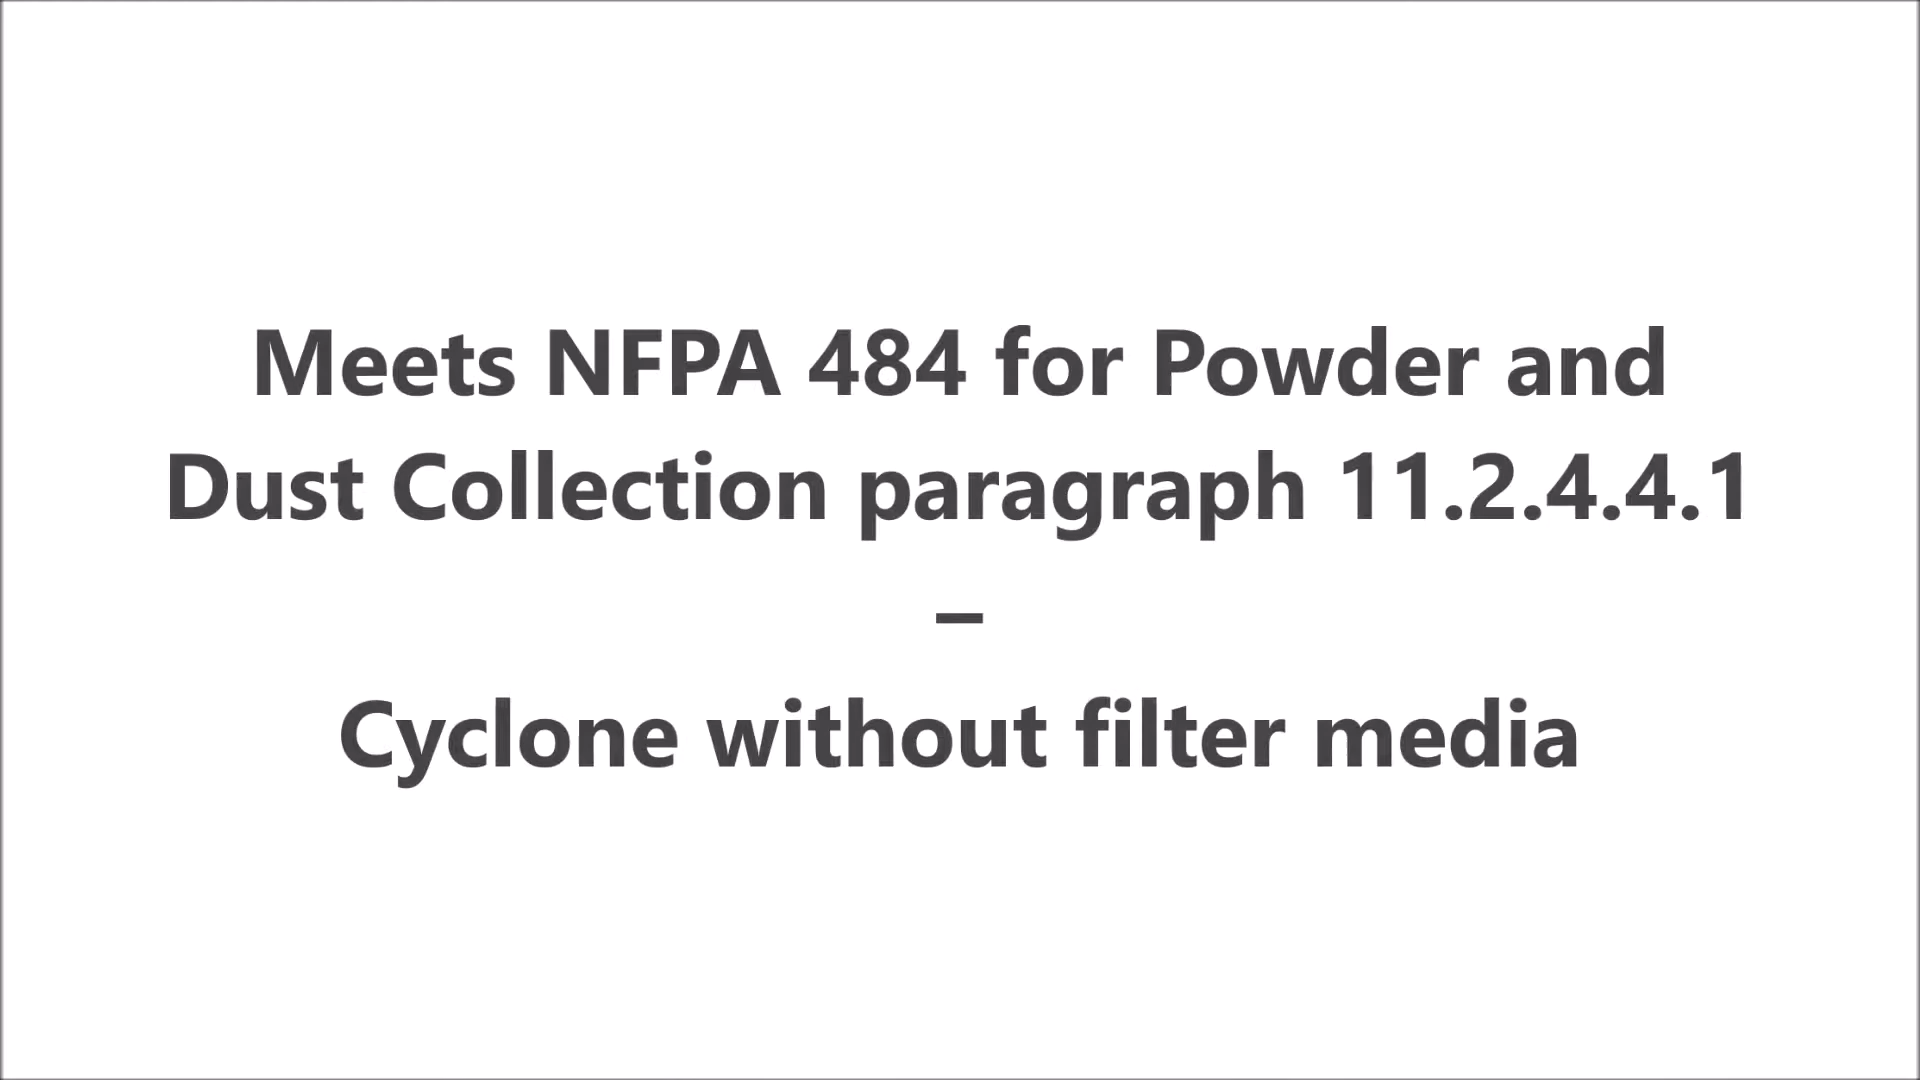 Meets NFPA 484 for Powder and
Dust Collection paragraph 11.2.4.4.1
–
Cyclone without filter media